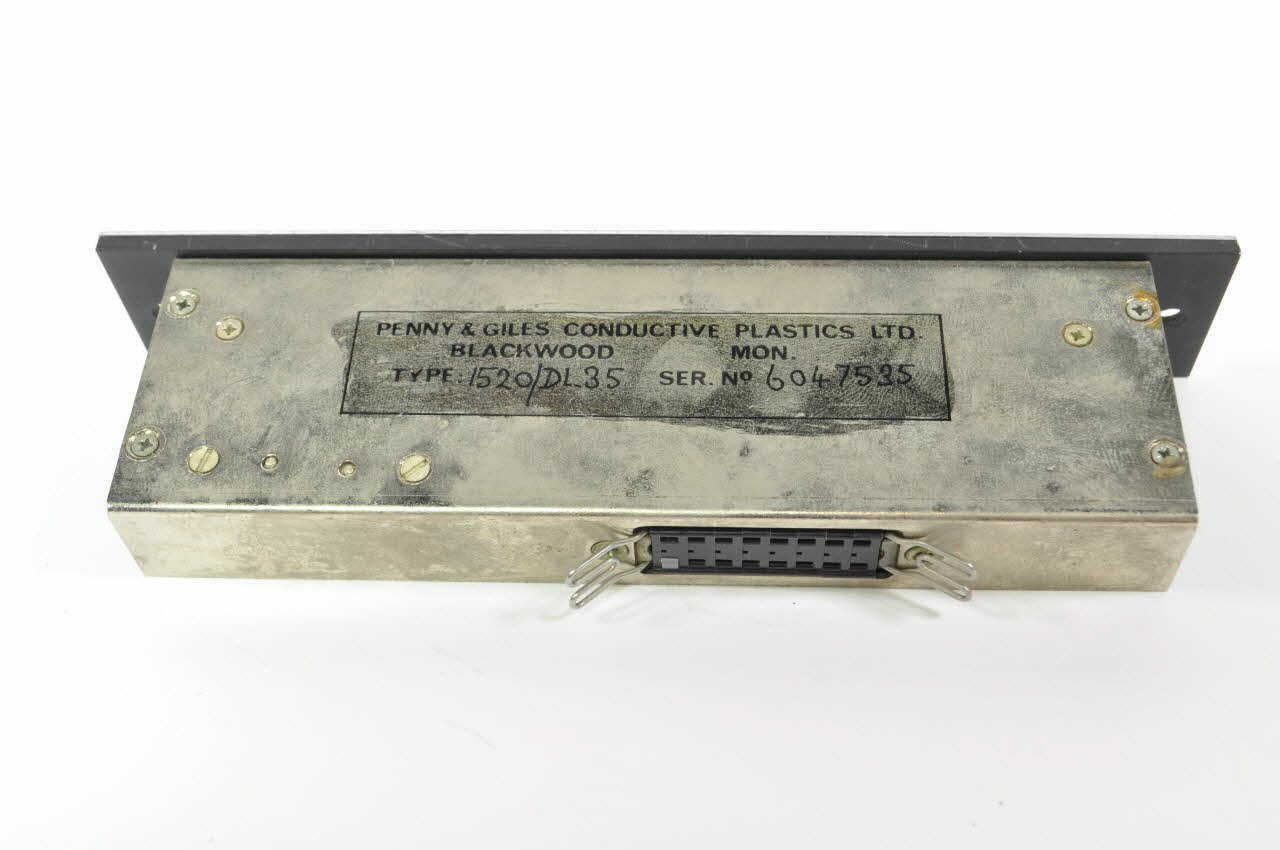 PENNY & GILES CONDUCTIVE PLASTICS LTD.
BLACKWOOD MON.
TYPE: 1520/DL35 SER. Nº 6047535